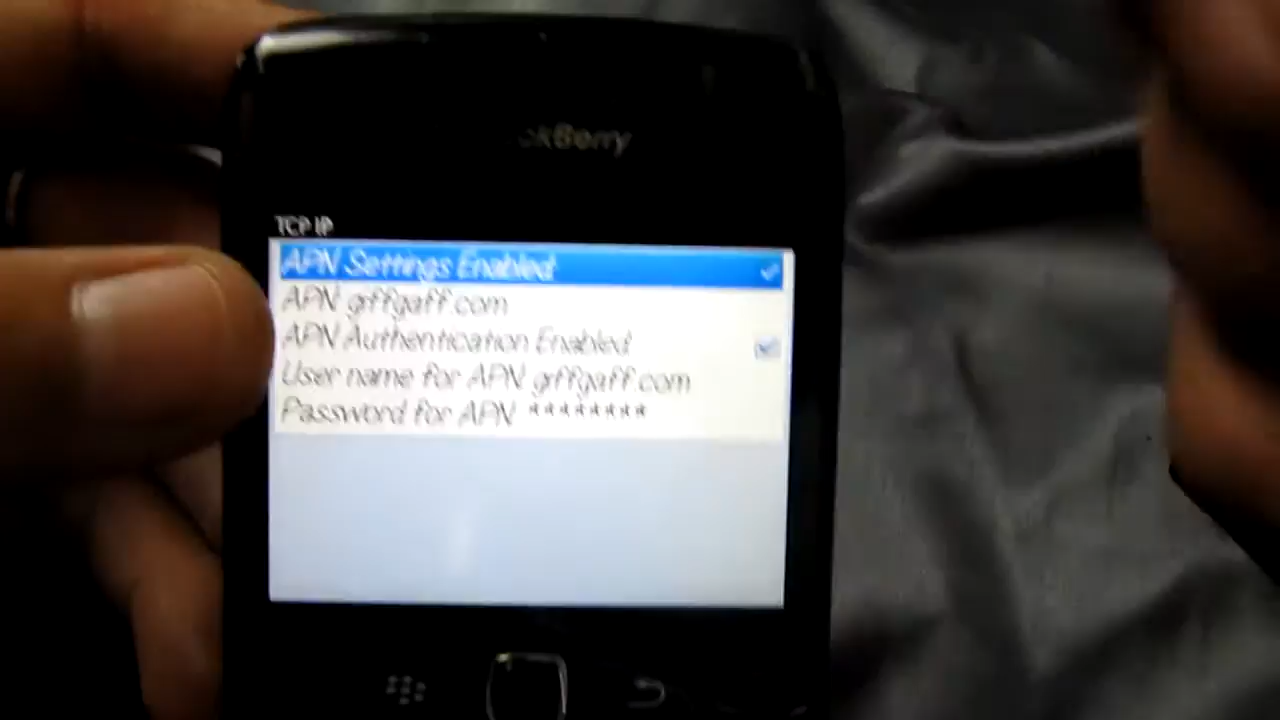 BlackBerry
TCP IP
APN Settings Enabled
APN giffgaff.com
APN Authentication Enabled
User name for APN giffgaff.com
Password for APN ********